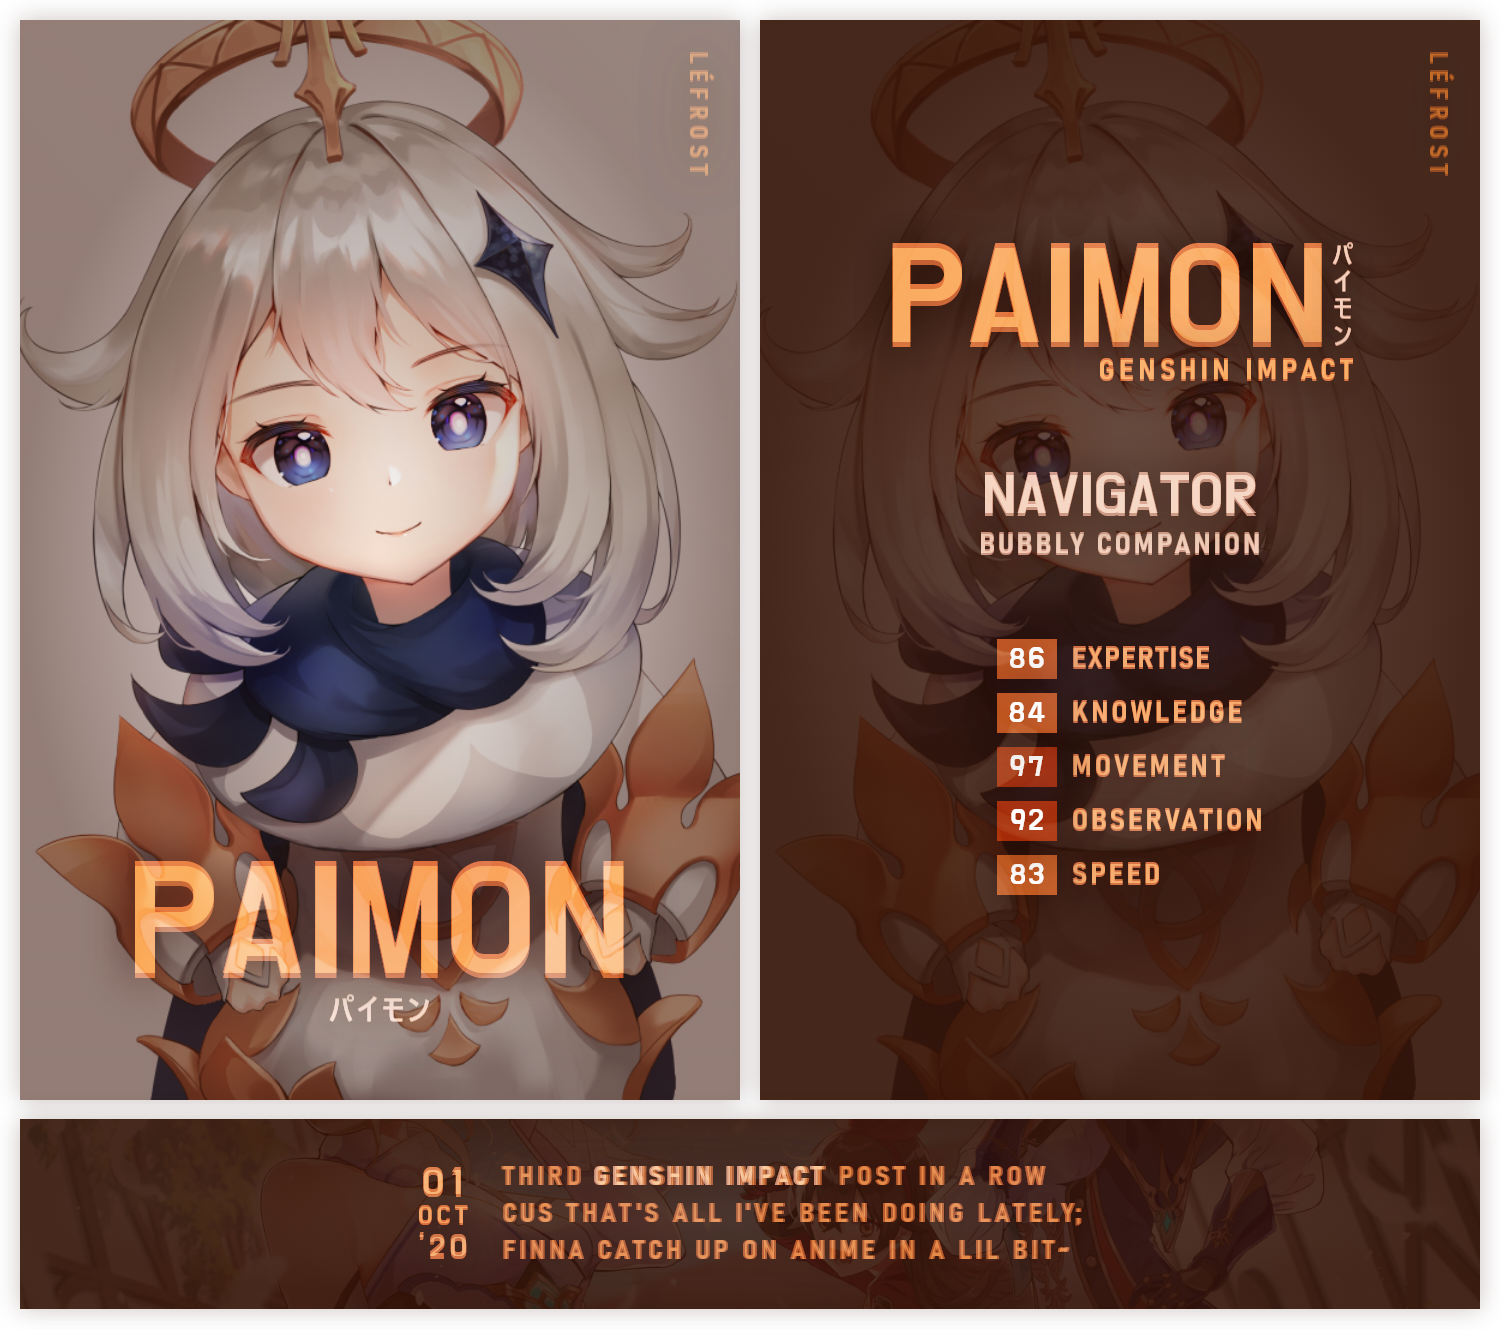 LÉFROST
PAIMON
パイモン
LÉFROST
PAIMON
パイモン
GENSHIN IMPACT
NAVIGATOR
BUBBLY COMPANION
86 EXPERTISE
84 KNOWLEDGE
97 MOVEMENT
92 OBSERVATION
83 SPEED
01
OCT
'20
THIRD GENSHIN IMPACT POST IN A ROW
CUS THAT'S ALL I'VE BEEN DOING LATELY;
FINNA CATCH UP ON ANIME IN A LIL BIT~